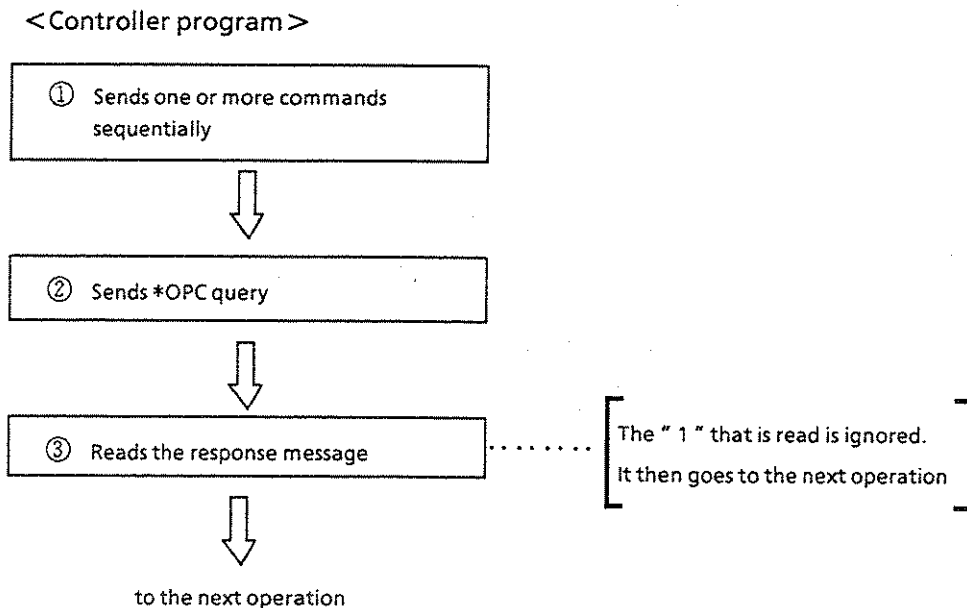 <Controller program>
① Sends one or more commands
sequentially
② Sends *OPC query
③ Reads the response message
The " 1 " that is read is ignored.
It then goes to the next operation
to the next operation